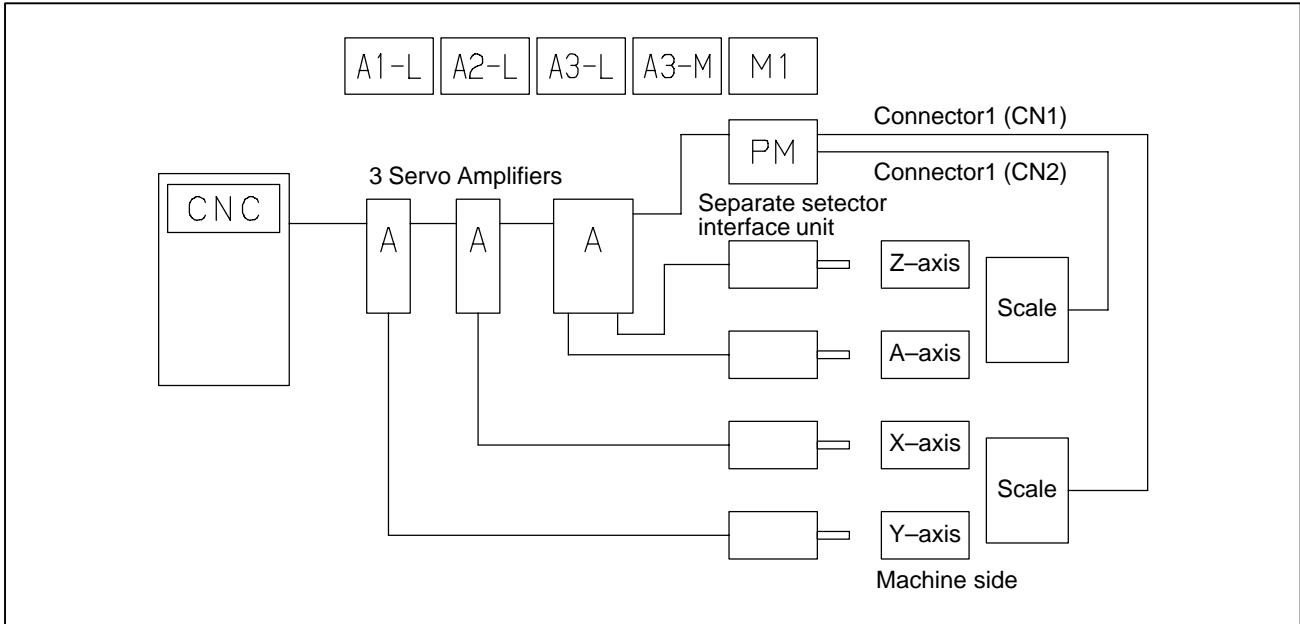 A1-L A2-L A3-L A3-M M1
Connector1 (CN1)
PM
Connector1 (CN2)
3 Servo Amplifiers
CNC
A A A
Separate setector
interface unit
Z–axis
Scale
A–axis
X–axis
Scale
Y–axis
Machine side